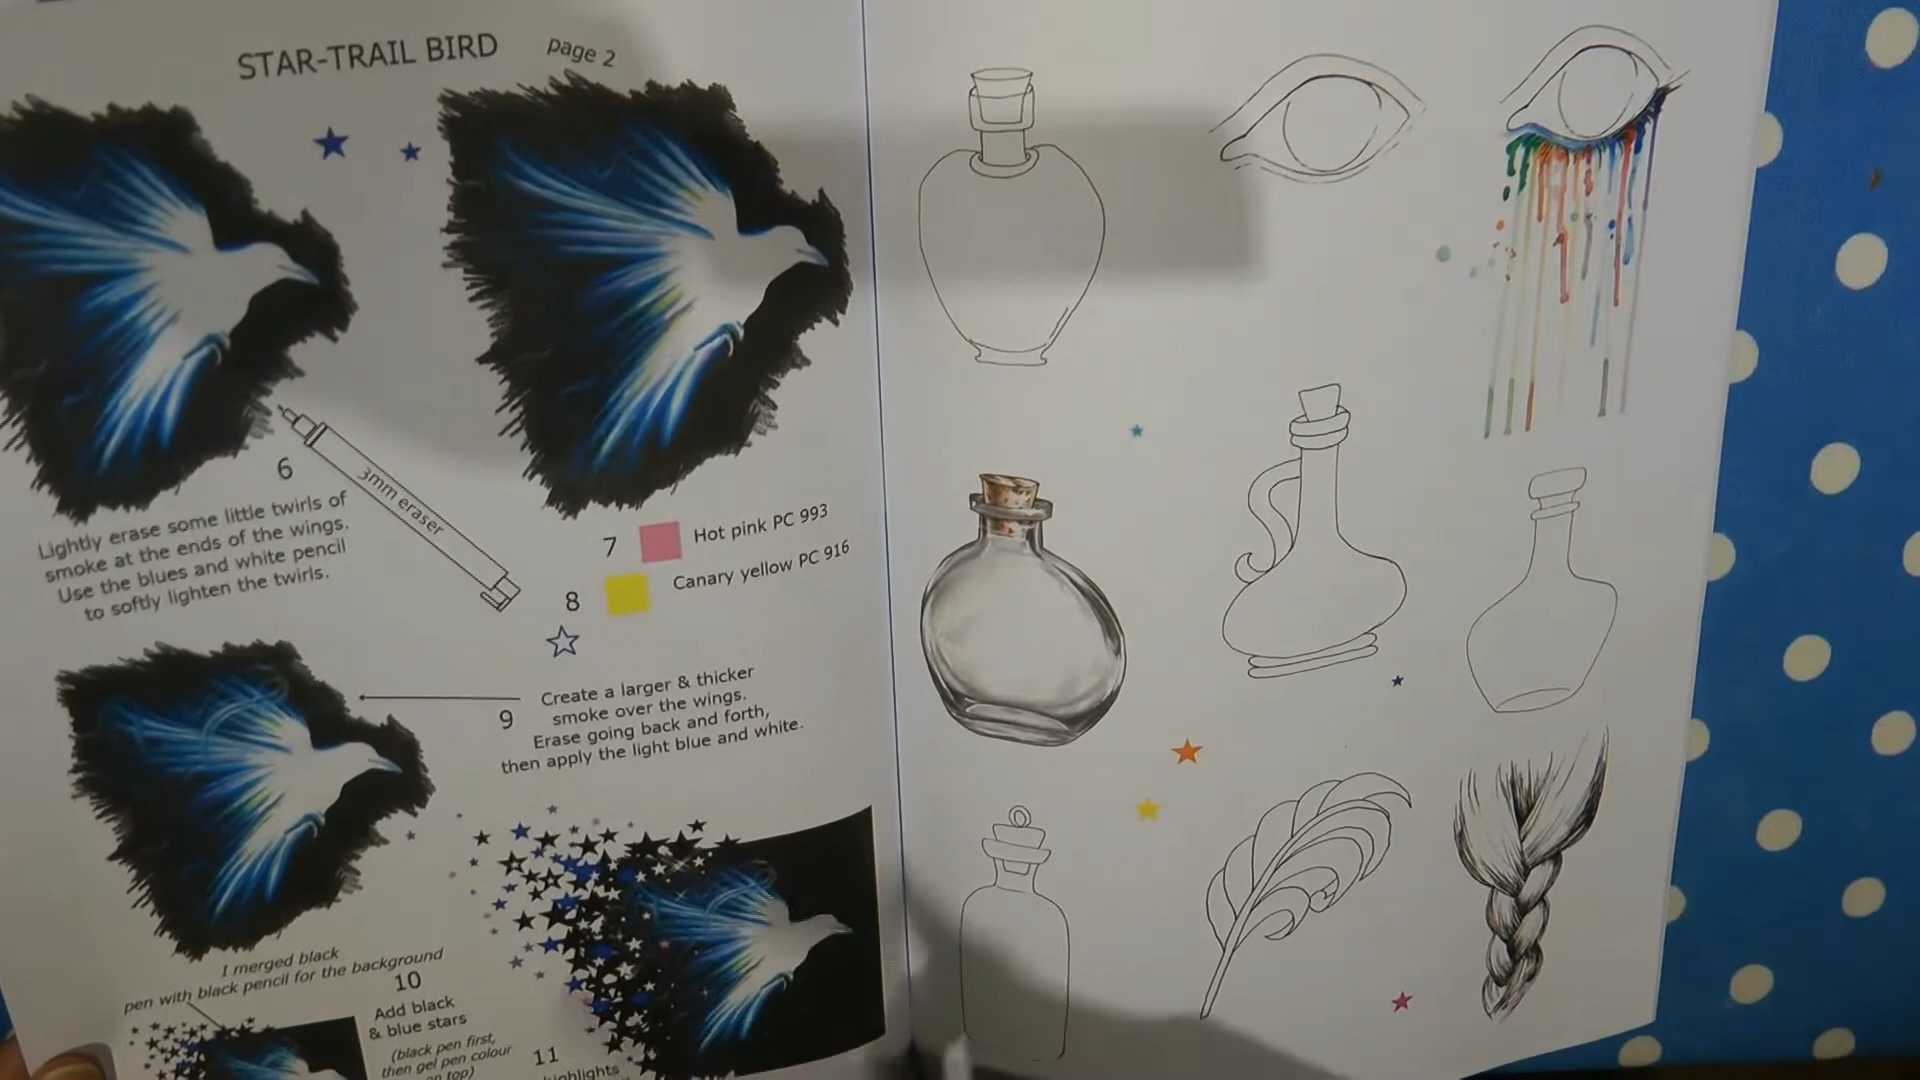 STAR-TRAIL BIRD page 2
6
Lightly erase some little twirls of
smoke at the ends of the wings.
Use the blues and white pencil
to softly lighten the twirls.
3mm eraser
7 Hot pink PC 993
8 Canary yellow PC 916
9
Create a larger & thicker
smoke over the wings.
Erase going back and forth,
then apply the light blue and white.
I merged black
pen with black pencil for the background
10
Add black
& blue stars
(black pen first,
then gel pen colour
on top)
11
highlights